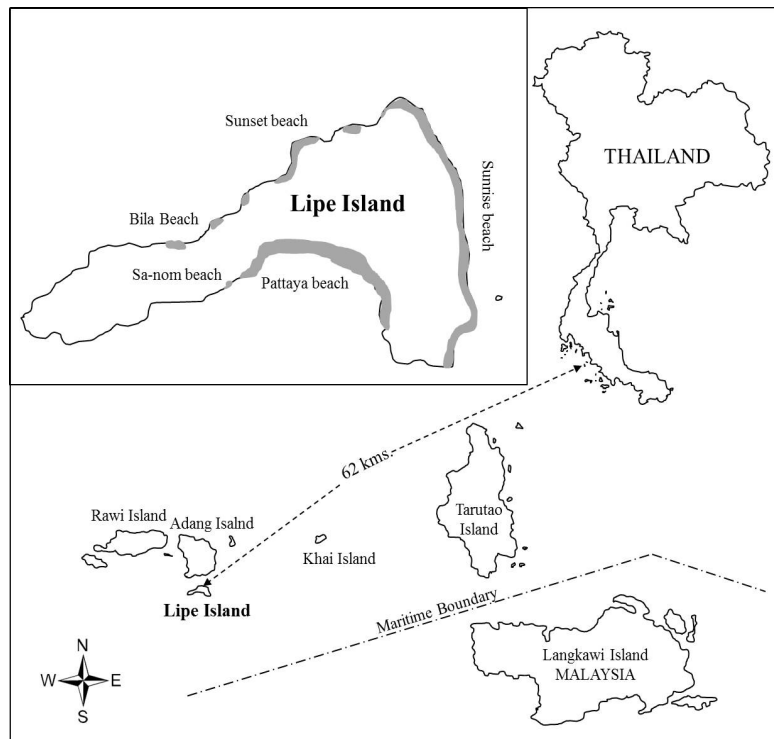 Sunset beach
THAILAND
Sunrise beach
Lipe Island
Bila Beach
Sa-nom beach
Pattaya beach
62 kms.
Tarutao
Island
Rawi Island
Adang Isalnd
Khai Island
Lipe Island
Maritime Boundary
N
W
E
S
Langkawi Island
MALAYSIA